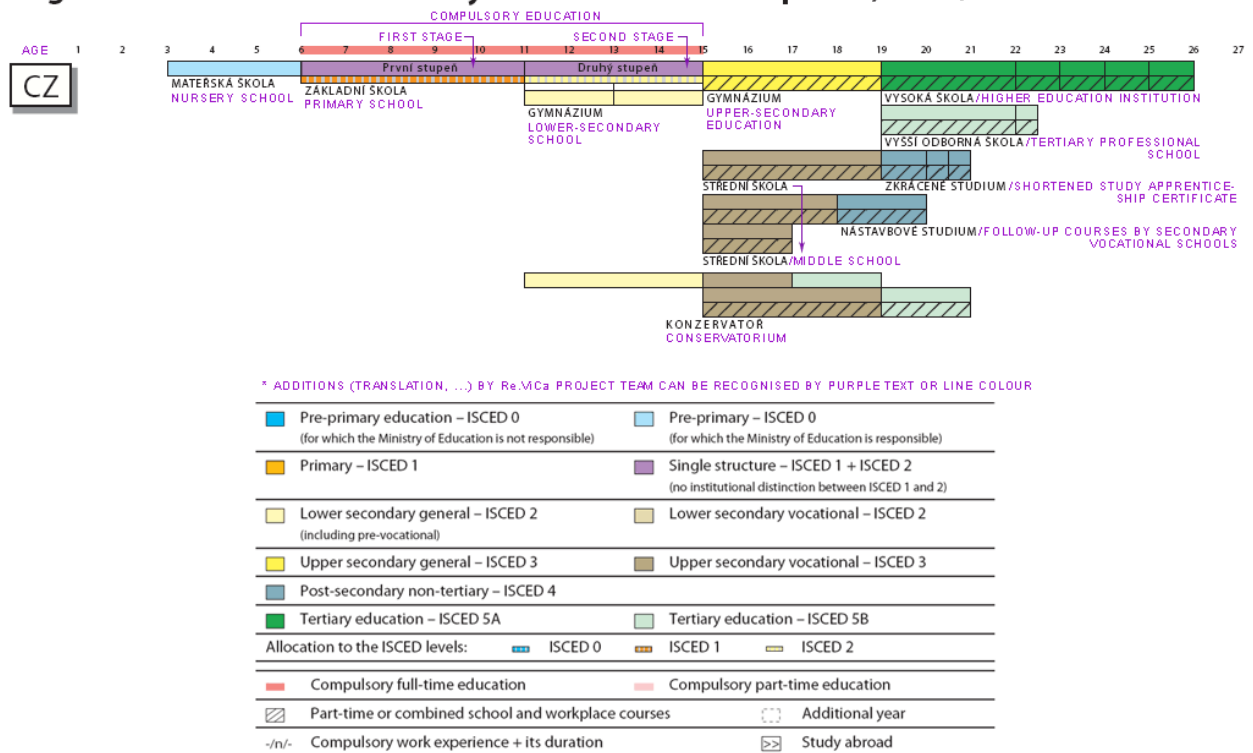 COMPULSORY EDUCATION
FIRST STAGE SECOND STAGE
AGE 1 2 3 4 5 6 7 8 9 10 11 12 13 14 15 16 17 18 19 20 21 22 23 24 25 26 27
CZ
První stupeň Druhý stupeň
MATEŘSKÁ ŠKOLA
NURSERY SCHOOL
ZÁKLADNÍ ŠKOLA
PRIMARY SCHOOL
GYMNÁZIUM
LOWER-SECONDARY
SCHOOL
GYMNÁZIUM
UPPER-SECONDARY
EDUCATION
VYSOKÁ ŠKOLA/HIGHER EDUCATION INSTITUTION
VYŠŠÍ ODBORNÁ ŠKOLA/TERTIARY PROFESSIONAL
SCHOOL
STŘEDNÍ ŠKOLA
ZKRÁCENÉ STUDIUM/SHORTENED STUDY APPRENTICE-
SHIP CERTIFICATE
NÁSTAVBOVÉ STUDIUM/FOLLOW-UP COURSES BY SECONDARY
VOCATIONAL SCHOOLS
STŘEDNÍ ŠKOLA/MIDDLE SCHOOL
KONZERVATOŘ
CONSERVATORIUM
* ADDITIONS (TRANSLATION, ...) BY Re.ViCa PROJECT TEAM CAN BE RECOGNISED BY PURPLE TEXT OR LINE COLOUR
Pre-primary education – ISCED 0
(for which the Ministry of Education is not responsible)
Pre-primary – ISCED 0
(for which the Ministry of Education is responsible)
Primary – ISCED 1
Single structure – ISCED 1 + ISCED 2
(no institutional distinction between ISCED 1 and 2)
Lower secondary general – ISCED 2
(including pre-vocational)
Lower secondary vocational – ISCED 2
Upper secondary general – ISCED 3
Upper secondary vocational – ISCED 3
Post-secondary non-tertiary – ISCED 4
Tertiary education – ISCED 5A
Tertiary education – ISCED 5B
Allocation to the ISCED levels: ISCED 0 ISCED 1 ISCED 2
Compulsory full-time education
Compulsory part-time education
Part-time or combined school and workplace courses
Additional year
-/n/- Compulsory work experience + its duration
>> Study abroad